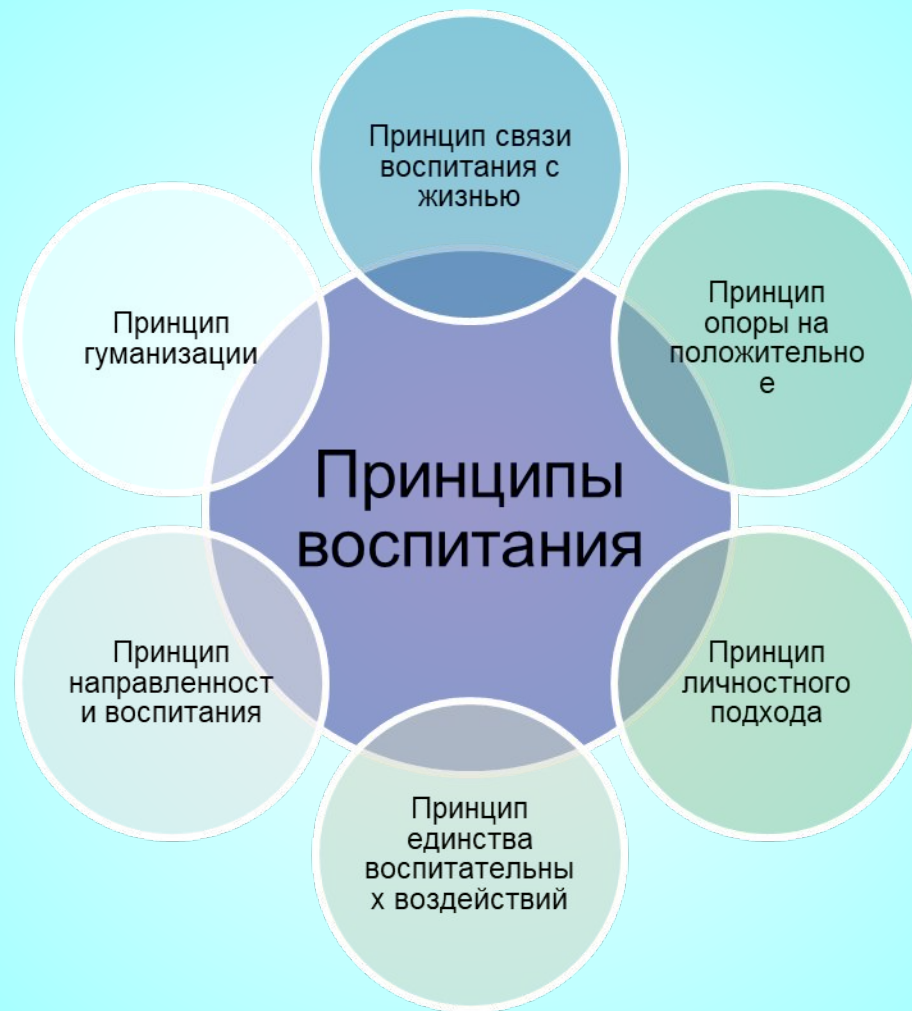 Принцип связи
воспитания с
жизнью
Принцип
опоры на
положительно
е
Принцип
гуманизации
Принципы
воспитания
Принцип
направленност
и воспитания
Принцип
личностного
подхода
Принцип
единства
воспитательны
х воздействий